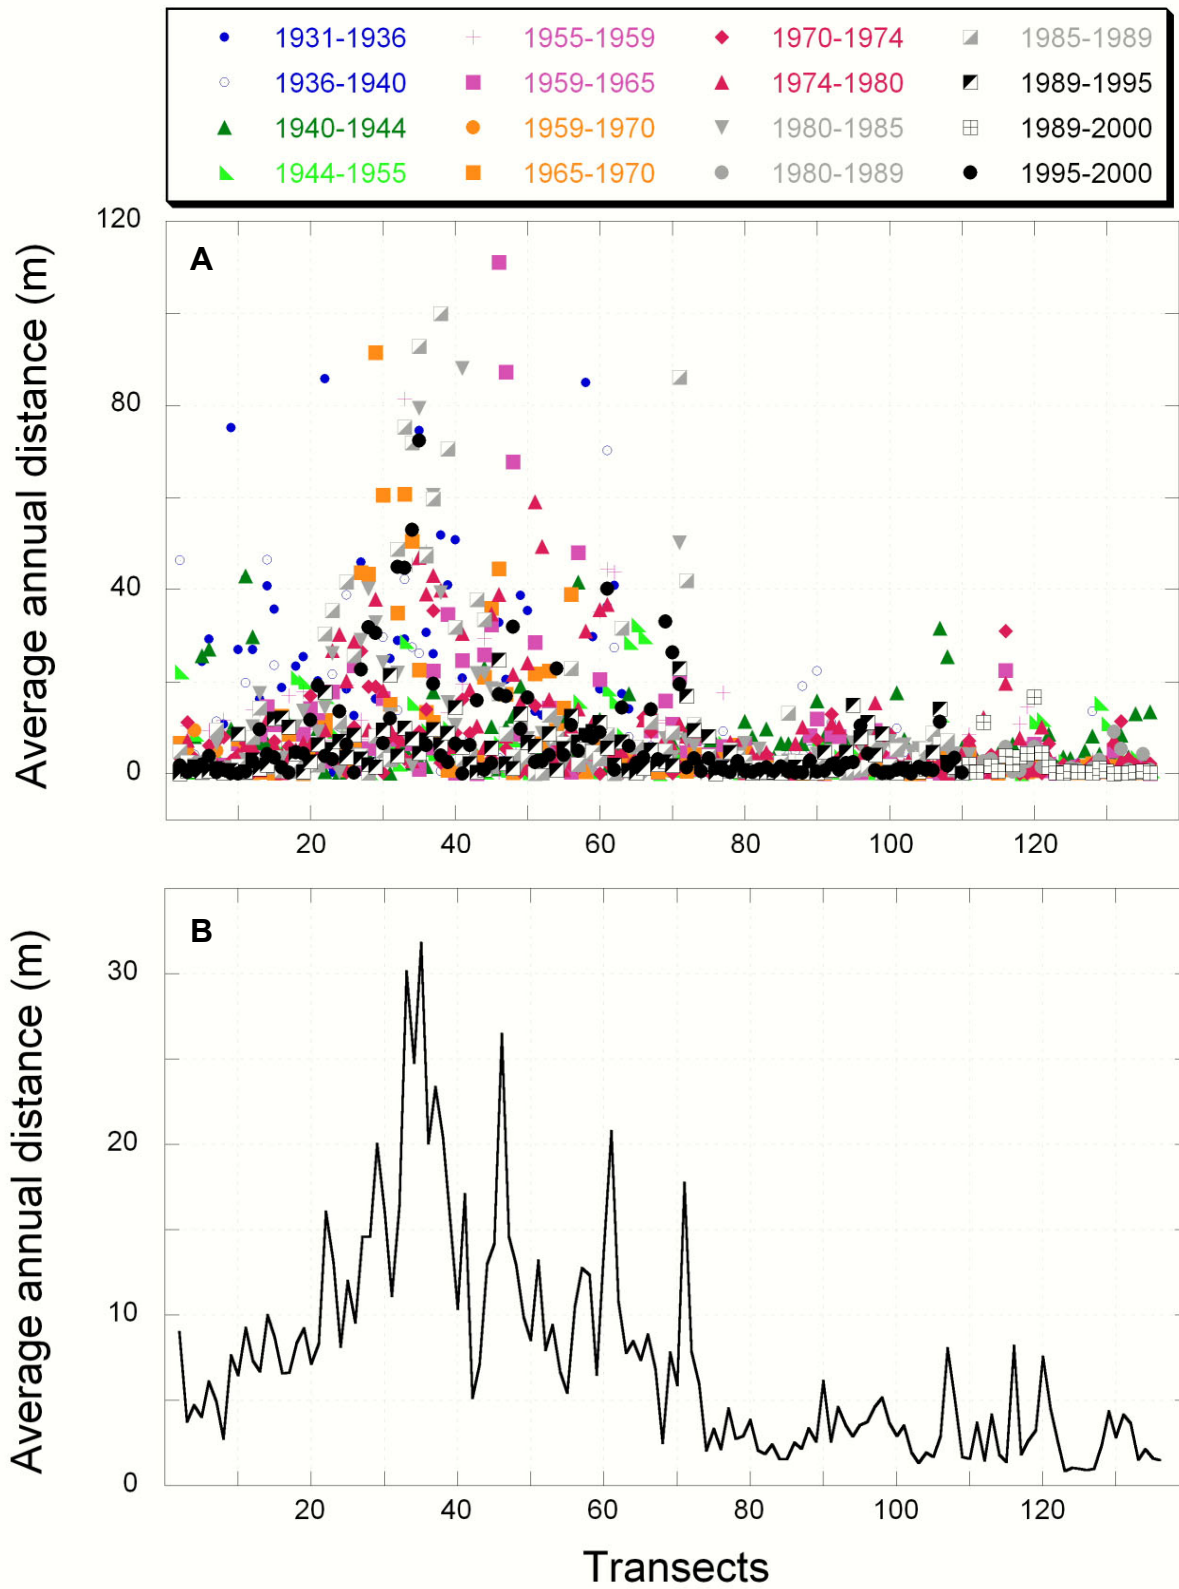 1931-1936 1955-1959 1970-1974 1985-1989
1936-1940 1959-1965 1974-1980 1989-1995
1940-1944 1959-1970 1980-1985 1989-2000
1944-1955 1965-1970 1980-1989 1995-2000
120
A
80
40
0
Average annual distance (m)
20 40 60 80 100 120
B
30
20
10
0
Average annual distance (m)
20 40 60 80 100 120
Transects